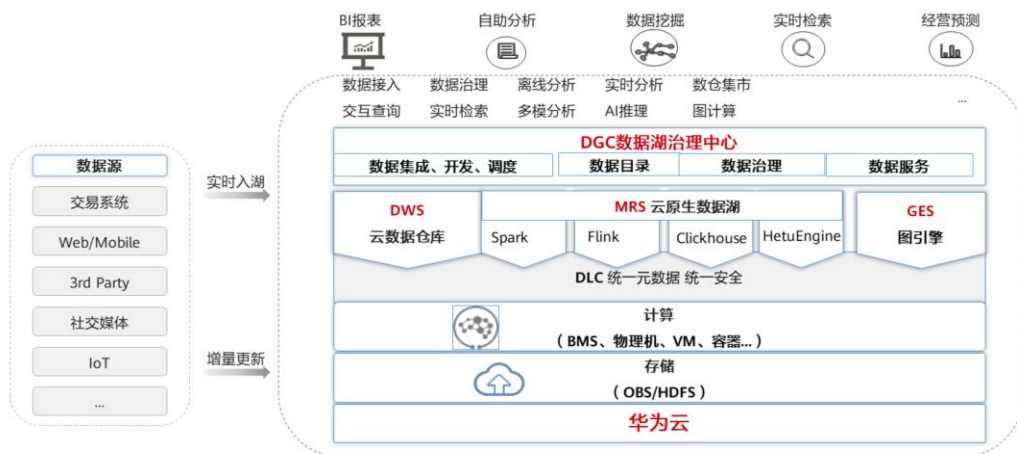 BI报表 自助分析 数据挖掘 实时检索 经营预测
数据接入 数据治理 离线分析 实时分析 数仓集市
交互查询 实时检索 多模分析 AI推理 图计算 ...
数据源
交易系统
Web/Mobile
3rd Party
社交媒体
IoT
...
实时入湖
增量更新
DGC数据湖治理中心
数据集成、开发、调度 数据目录 数据治理 数据服务
DWS
云数据仓库
MRS 云原生数据湖
Spark Flink Clickhouse HetuEngine
GES
图引擎
DLC 统一元数据 统一安全
计算
（BMS、物理机、VM、容器...）
存储
（OBS/HDFS）
华为云